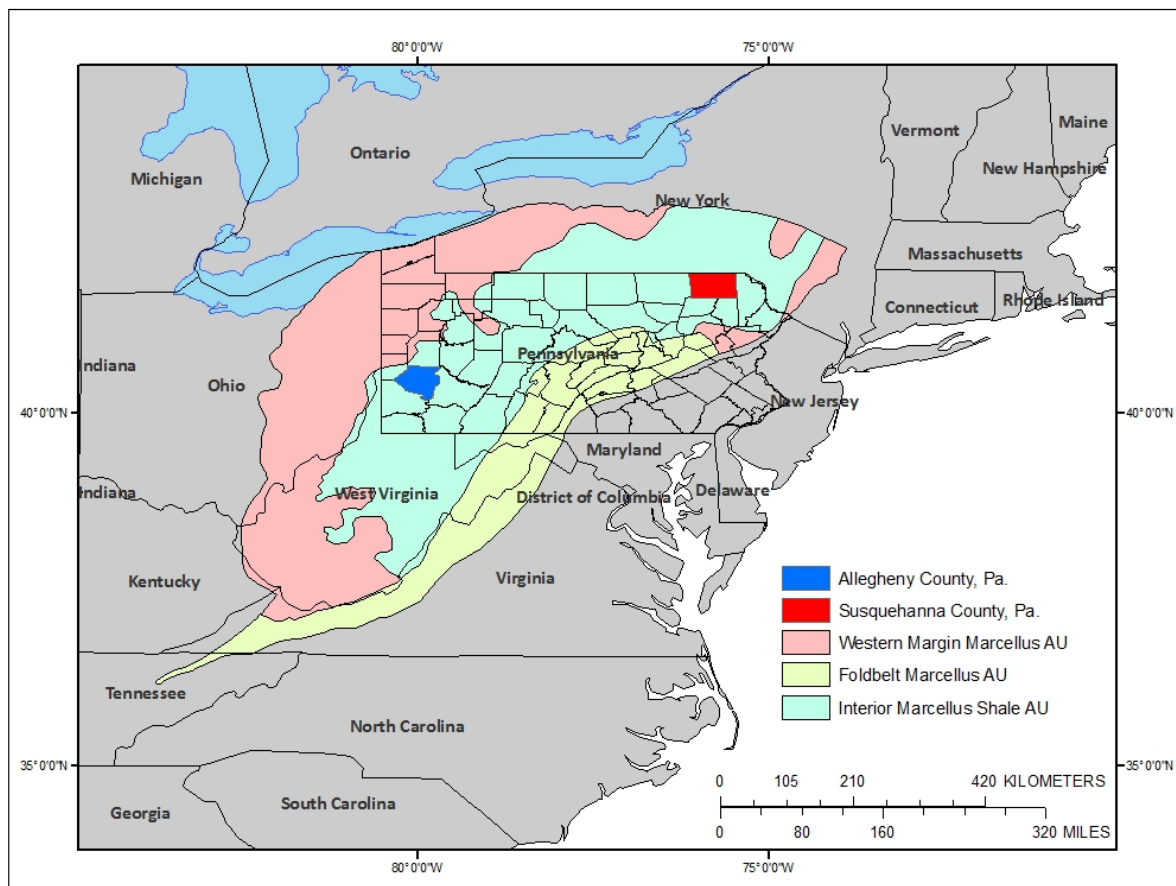 80°0'0"W 75°0'0"W
Vermont
Maine
Ontario
Michigan
New Hampshire
New York
Massachusetts
Connecticut
Rhode Island
Indiana
Pennsylvania
Ohio
New Jersey
40°0'0"N 40°0'0"N
Maryland
Indiana
West Virginia
District of Columbia
Delaware
Kentucky
Virginia
Allegheny County, Pa.
Susquehanna County, Pa.
Western Margin Marcellus AU
Foldbelt Marcellus AU
Interior Marcellus Shale AU
Tennessee
North Carolina
35°0'0"N 35°0'0"N
0 105 210 420 KILOMETERS
South Carolina
Georgia
0 80 160 320 MILES
80°0'0"W 75°0'0"W